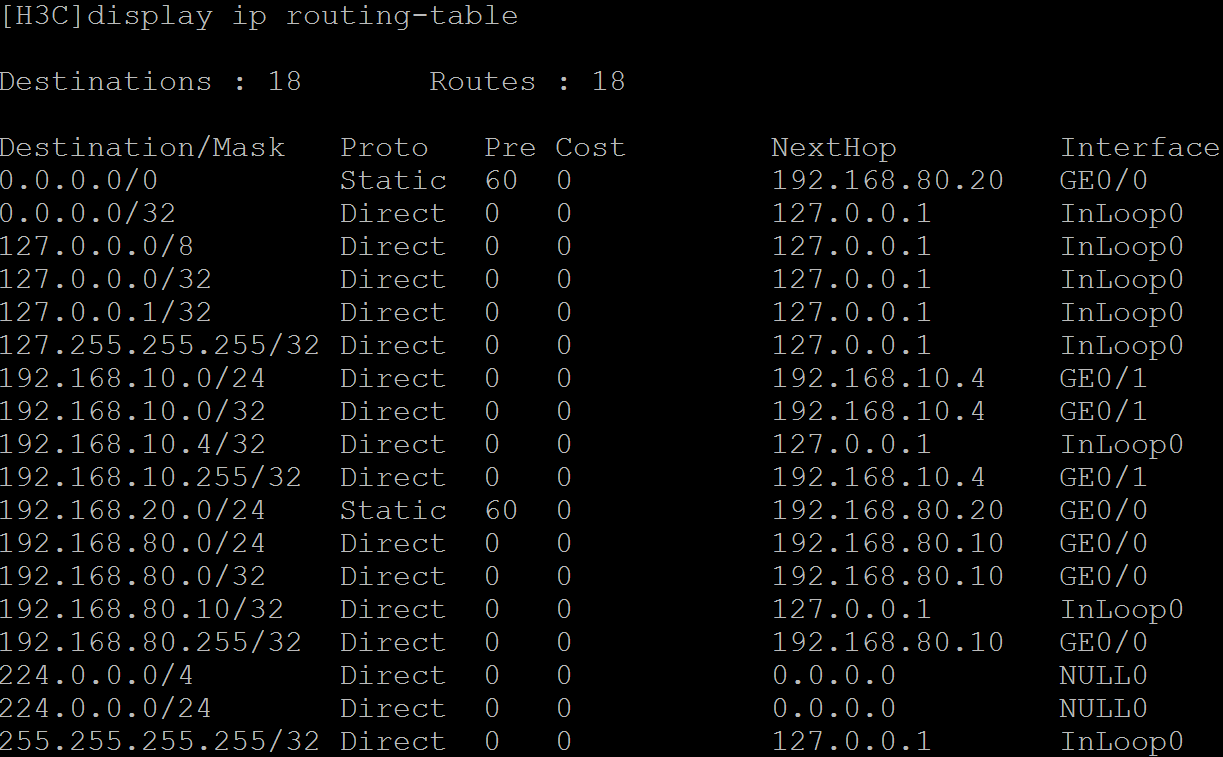 [H3C]display ip routing-table
Destinations : 18 Routes : 18
Destination/Mask Proto Pre Cost NextHop Interface
0.0.0.0/0 Static 60 0 192.168.80.20 GE0/0
0.0.0.0/32 Direct 0 0 127.0.0.1 InLoop0
127.0.0.0/8 Direct 0 0 127.0.0.1 InLoop0
127.0.0.0/32 Direct 0 0 127.0.0.1 InLoop0
127.0.0.1/32 Direct 0 0 127.0.0.1 InLoop0
127.255.255.255/32 Direct 0 0 127.0.0.1 InLoop0
192.168.10.0/24 Direct 0 0 192.168.10.4 GE0/1
192.168.10.0/32 Direct 0 0 192.168.10.4 GE0/1
192.168.10.4/32 Direct 0 0 127.0.0.1 InLoop0
192.168.10.255/32 Direct 0 0 192.168.10.4 GE0/1
192.168.20.0/24 Static 60 0 192.168.80.20 GE0/0
192.168.80.0/24 Direct 0 0 192.168.80.10 GE0/0
192.168.80.0/32 Direct 0 0 192.168.80.10 GE0/0
192.168.80.10/32 Direct 0 0 127.0.0.1 InLoop0
192.168.80.255/32 Direct 0 0 192.168.80.10 GE0/0
224.0.0.0/4 Direct 0 0 0.0.0.0 NULL0
224.0.0.0/24 Direct 0 0 0.0.0.0 NULL0
255.255.255.255/32 Direct 0 0 127.0.0.1 InLoop0